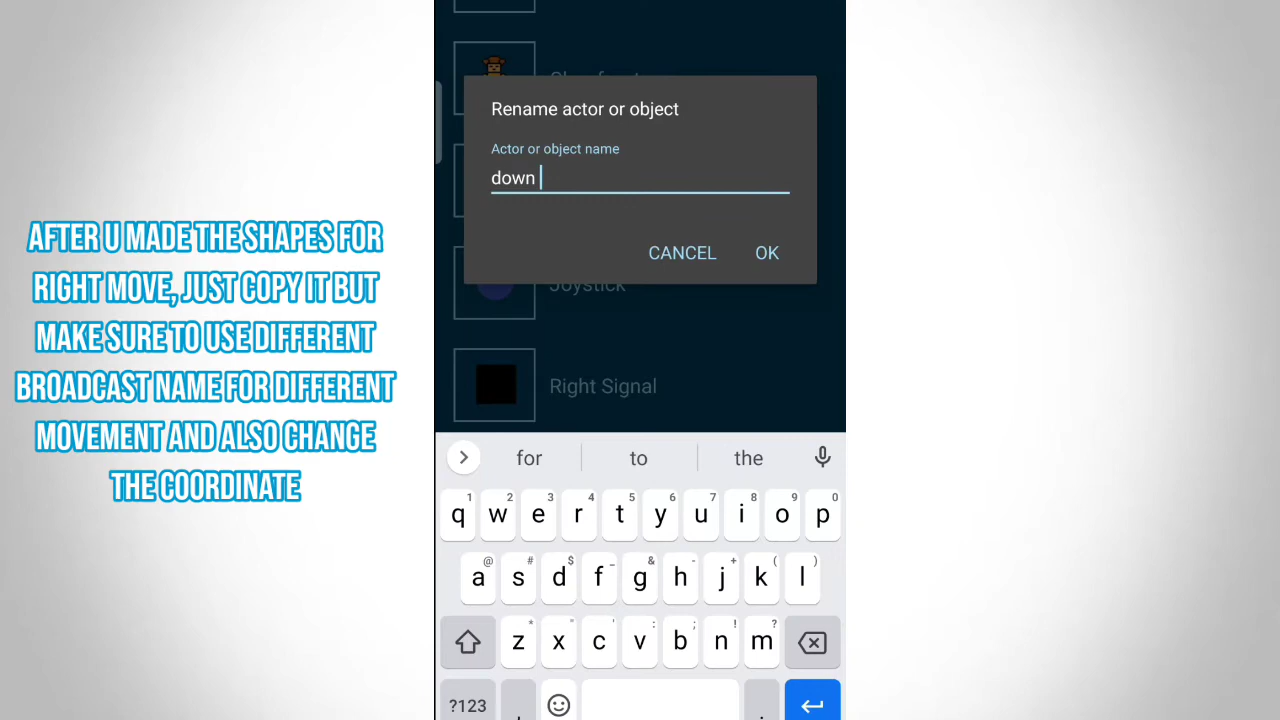 AFTER U MADE THE SHAPES FOR
RIGHT MOVE, JUST COPY IT BUT
MAKE SURE TO USE DIFFERENT
BROADCAST NAME FOR DIFFERENT
MOVEMENT AND ALSO CHANGE
THE COORDINATE
Rename actor or object
Actor or object name
down
CANCEL OK
Joystick
Right Signal
for to the
1 2 3 4 5 6 7 8 9 0
q w e r t y u i o p
@ # $ _ & - + ( )
a s d f g h j k l
* " ' : ; ! ?
z x c v b n m
?123 , .